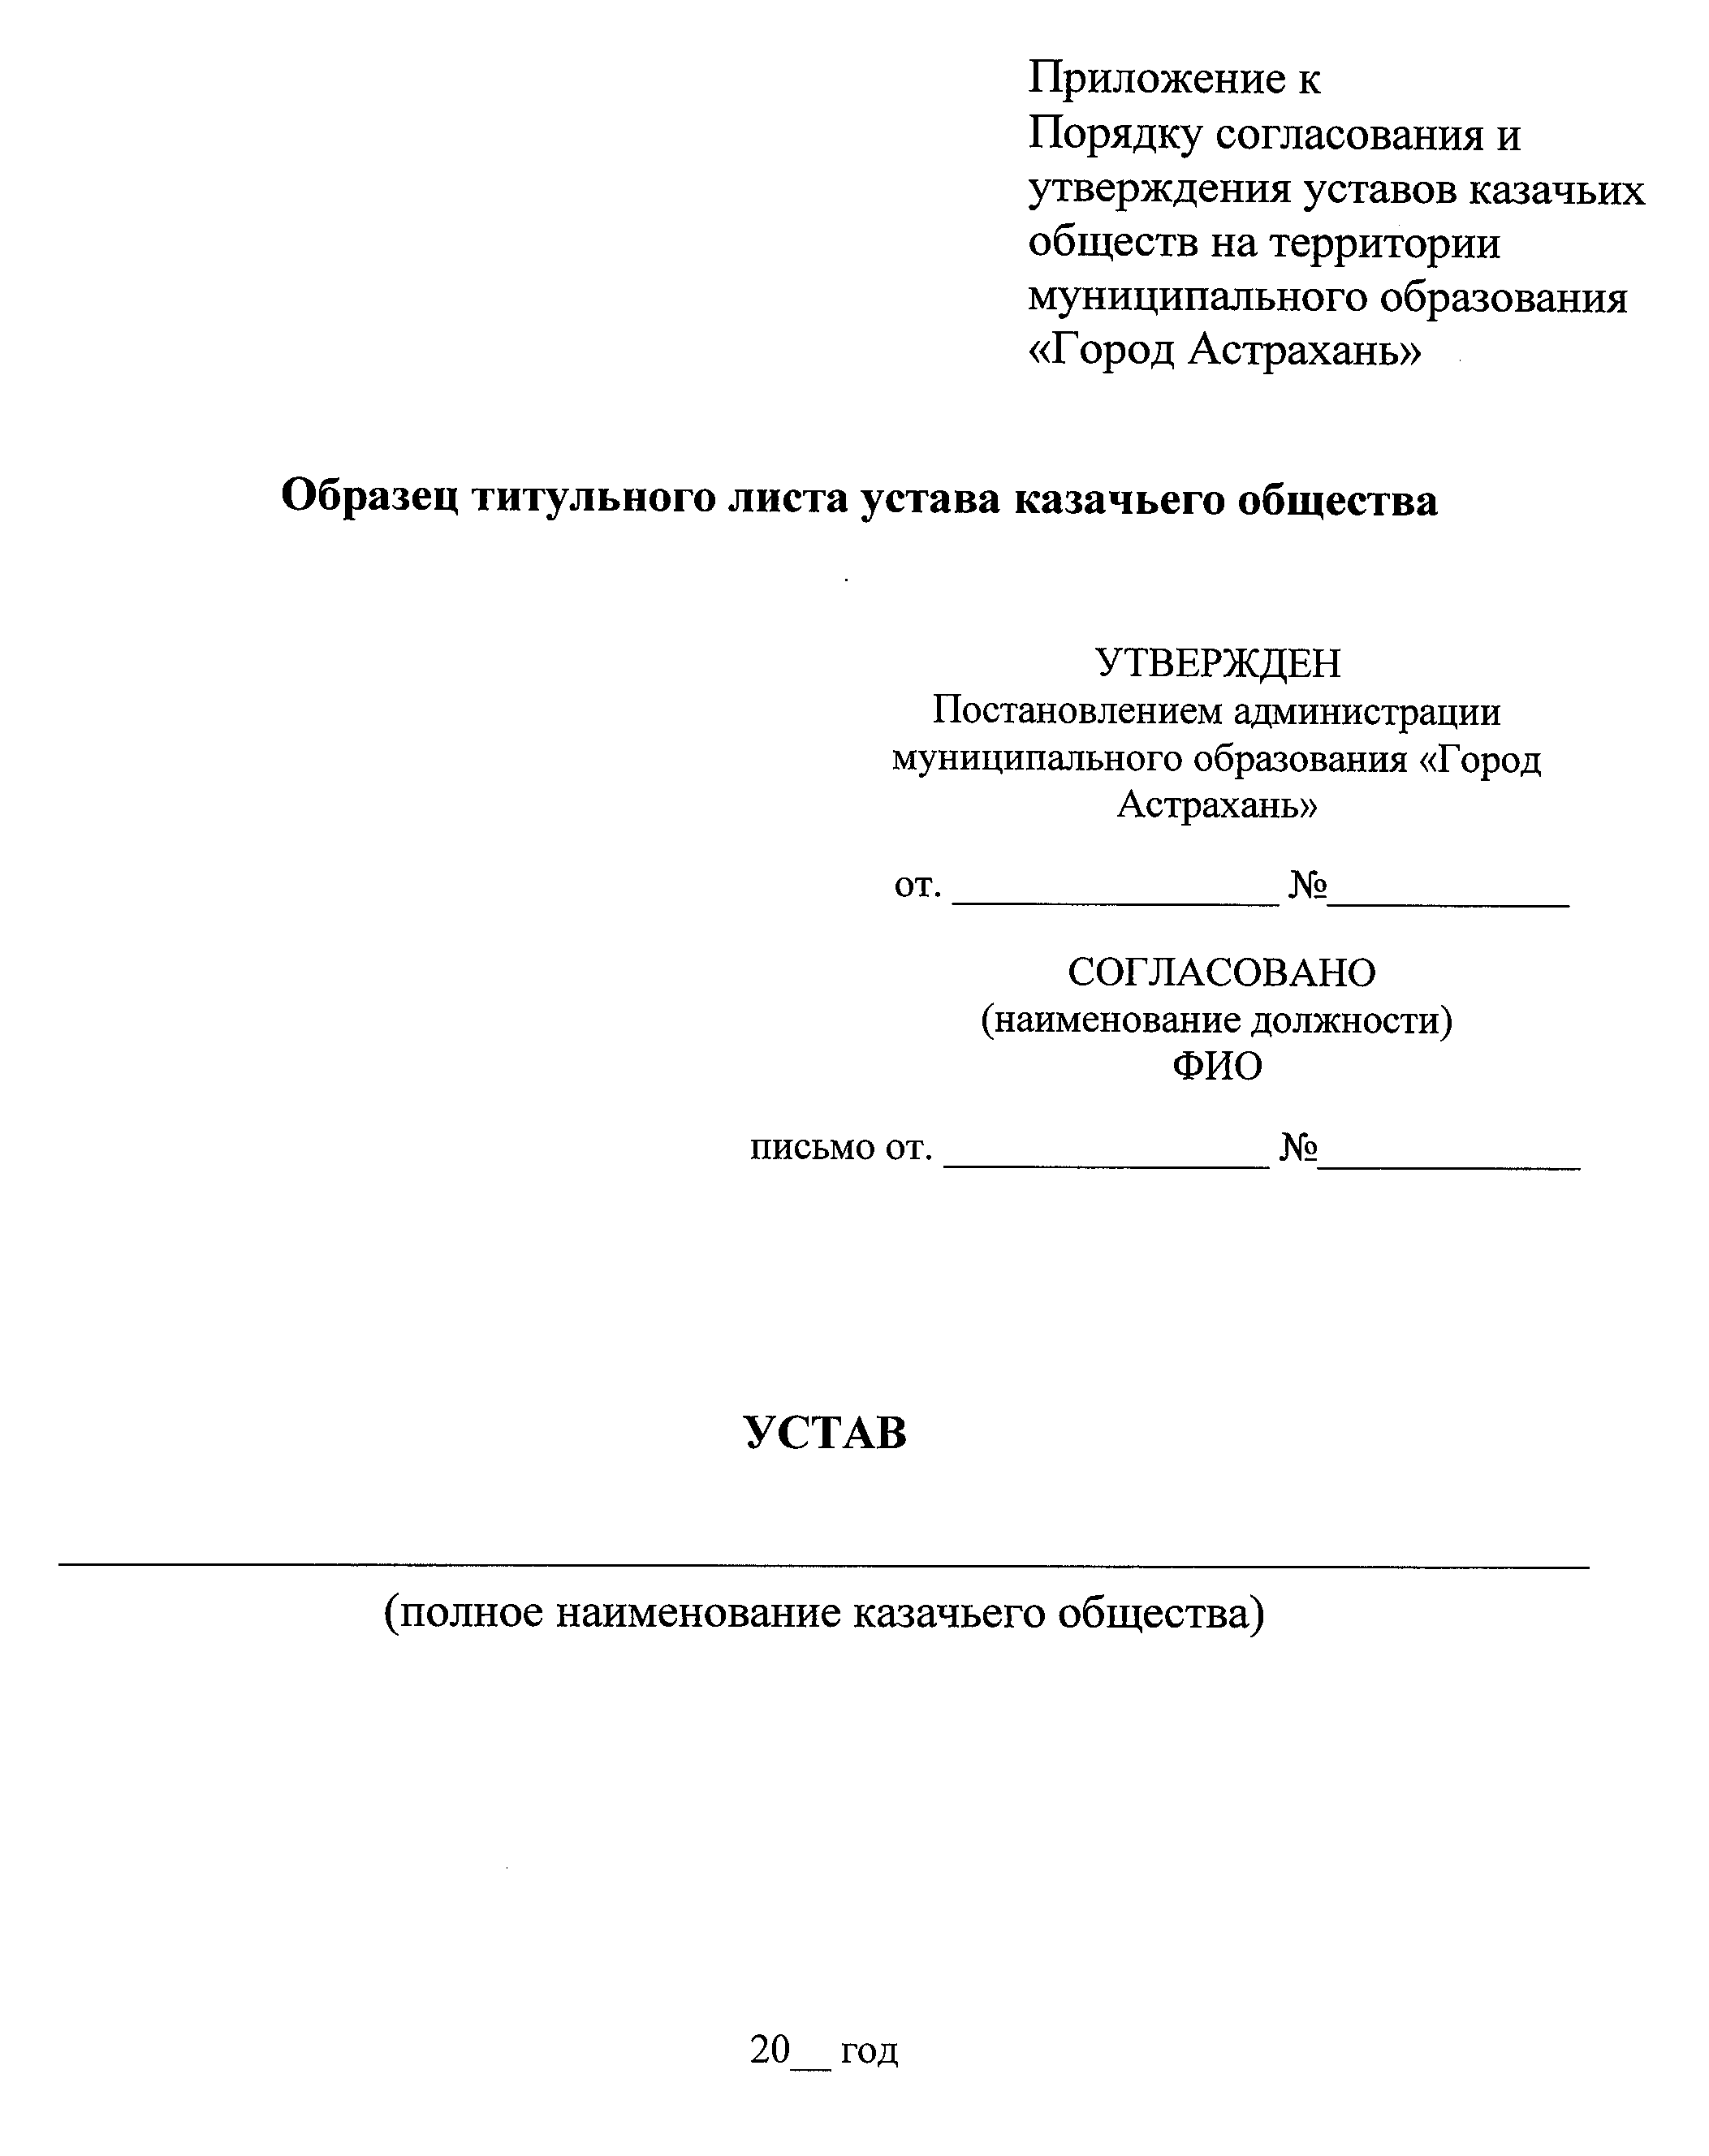 Приложение к
Порядку согласования и
утверждения уставов казачьих
обществ на территории
муниципального образования
«Город Астрахань»
Образец титульного листа устава казачьего общества
УТВЕРЖДЕН
Постановлением администрации
муниципального образования «Город
Астрахань»
от. ________________ №____________
СОГЛАСОВАНО
(наименование должности)
ФИО
письмо от. ________________ №_____________
УСТАВ
(полное наименование казачьего общества)
20__ год